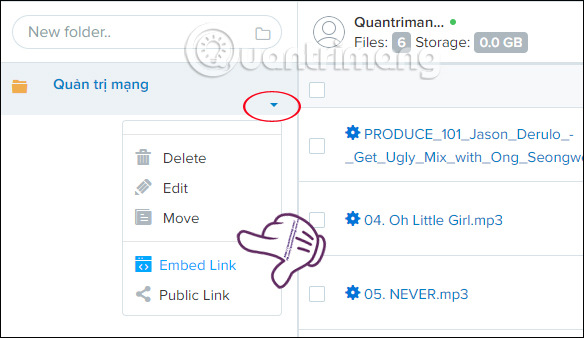 New folder..
Quản trị mạng
Delete
Edit
Move
Embed Link
Public Link
Quantriman...
Files: 6 Storage: 0.0 GB
Quantrimang
PRODUCE_101_Jason_Derulo_-
-_Get_Ugly_Mix_with_Ong_Seongwo
04. Oh Little Girl.mp3
05. NEVER.mp3